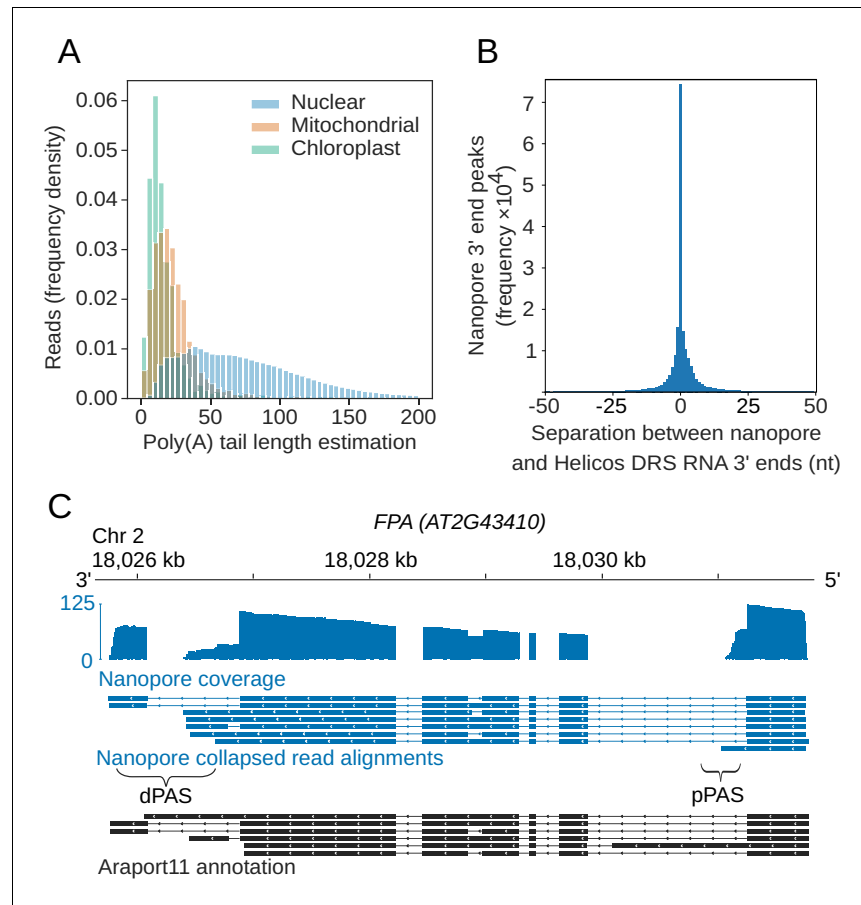 A
Reads (frequency density)
0.06
0.05
0.04
0.03
0.02
0.01
0.00
Nuclear
Mitochondrial
Chloroplast
0 50 100 150 200
Poly(A) tail length estimation
B
Nanopore 3' end peaks
(frequency ×10⁴)
7
6
5
4
3
2
1
-50 -25 0 25 50
Separation between nanopore
and Helicos DRS RNA 3' ends (nt)
C
FPA (AT2G43410)
Chr 2
18,026 kb 18,028 kb 18,030 kb
3' 5'
125
0
Nanopore coverage
Nanopore collapsed read alignments
dPAS pPAS
Araport11 annotation